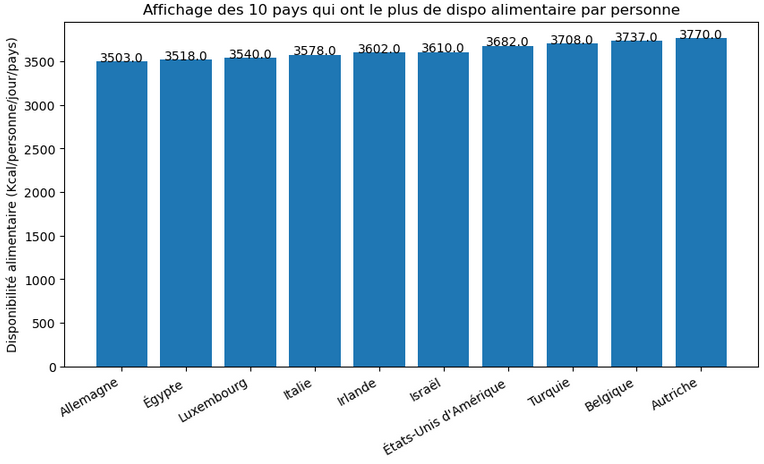 Affichage des 10 pays qui ont le plus de dispo alimentaire par personne
Disponibilité alimentaire (Kcal/personne/jour/pays)
3500
3000
2500
2000
1500
1000
500
0
3503.0
3518.0
3540.0
3578.0
3602.0
3610.0
3682.0
3708.0
3737.0
3770.0
Allemagne
Égypte
Luxembourg
Italie
Irlande
Israël
États-Unis d'Amérique
Turquie
Belgique
Autriche